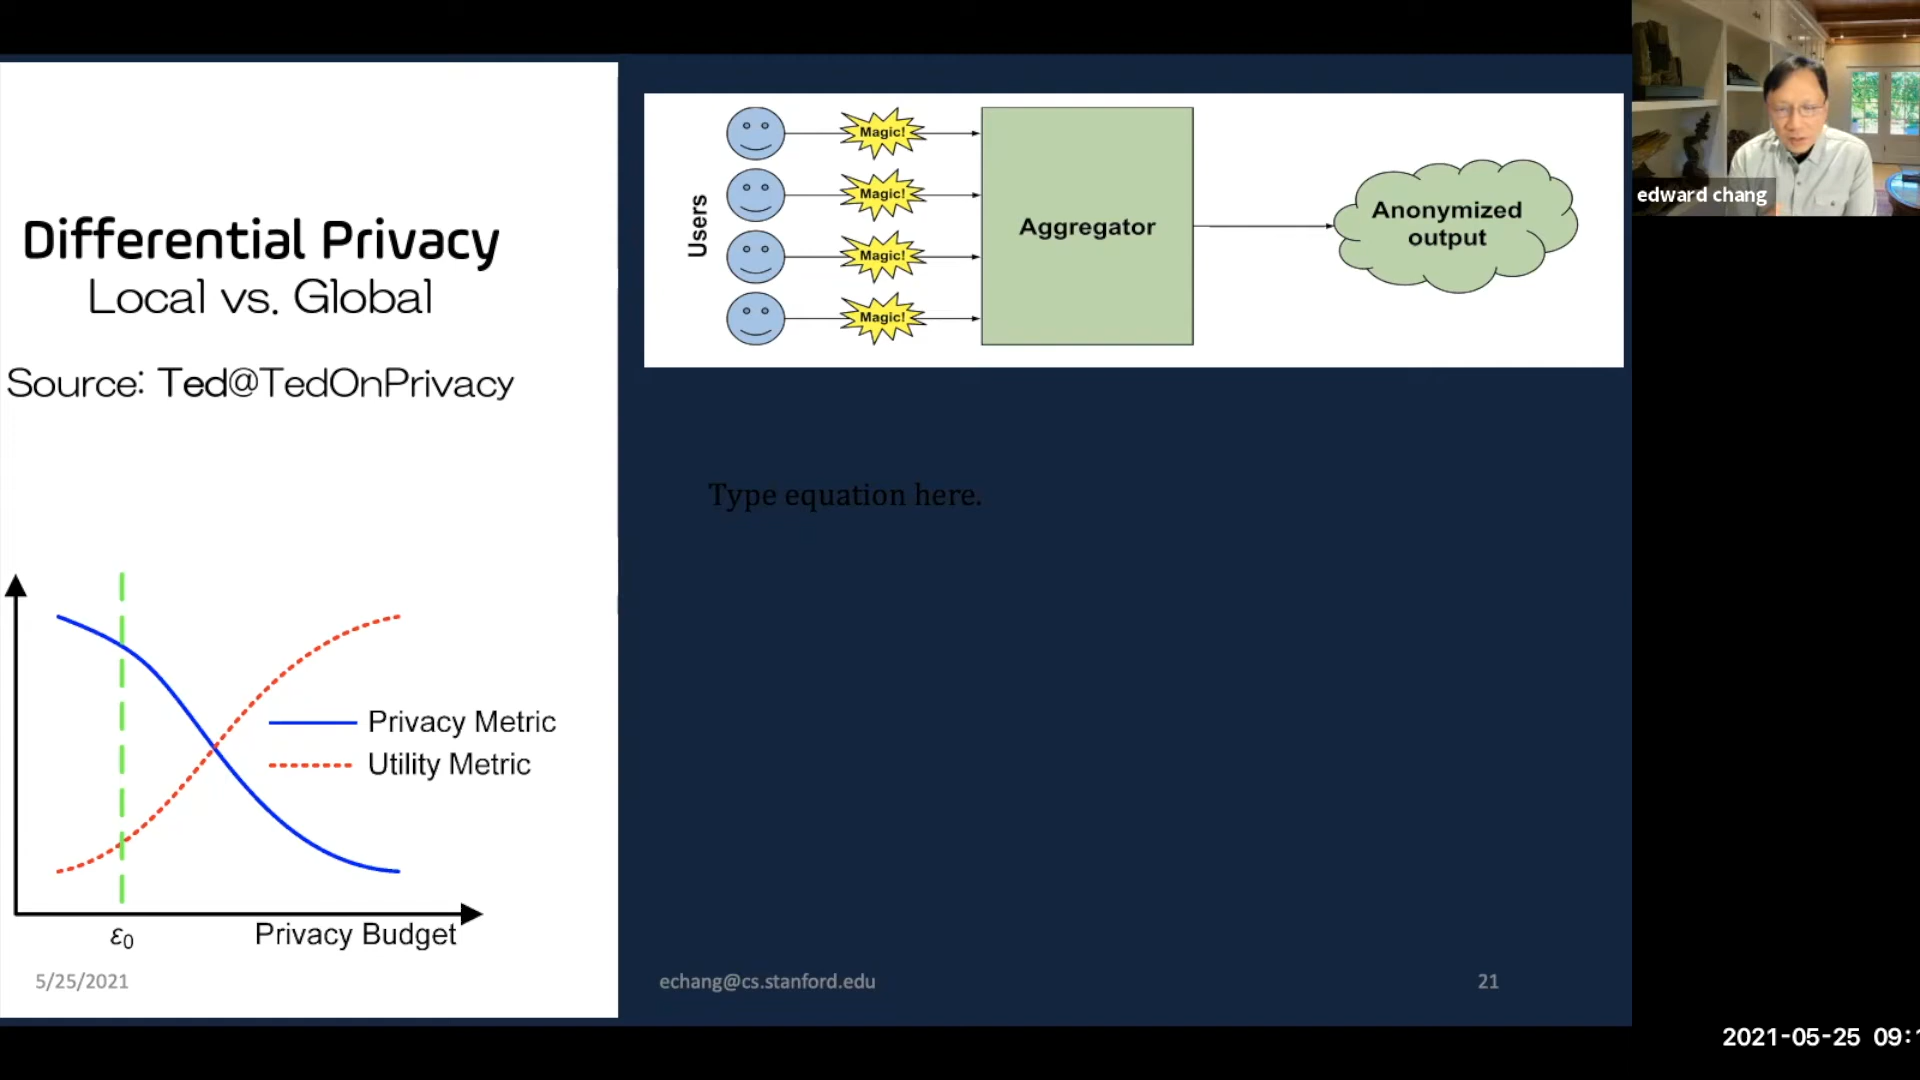 Differential Privacy
Local vs. Global
Source: Ted@TedOnPrivacy
Privacy Metric
Utility Metric
ε0
Privacy Budget
5/25/2021
Users
Magic!
Magic!
Magic!
Magic!
Aggregator
Anonymized
output
Type equation here.
echang@cs.stanford.edu
21
edward chang
2021-05-25 09: